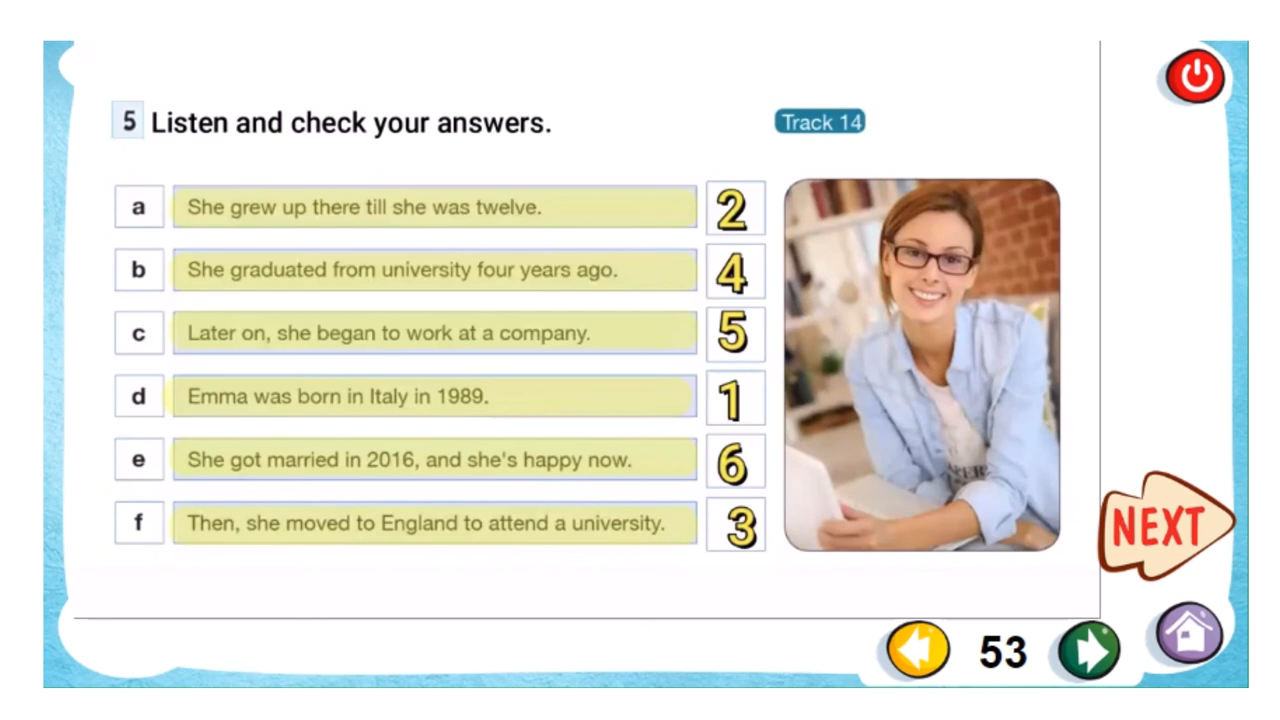 5 Listen and check your answers. Track 14
a She grew up there till she was twelve. 2
b She graduated from university four years ago. 4
c Later on, she began to work at a company. 5
d Emma was born in Italy in 1989. 1
e She got married in 2016, and she's happy now. 6
f Then, she moved to England to attend a university. 3
NEXT
53